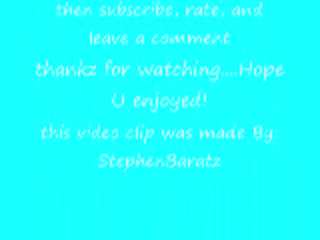 then subscribe, rate, and
leave a comment
thankz for watching....Hope
U enjoyed!
this video clip was made By:
StephenBaratz